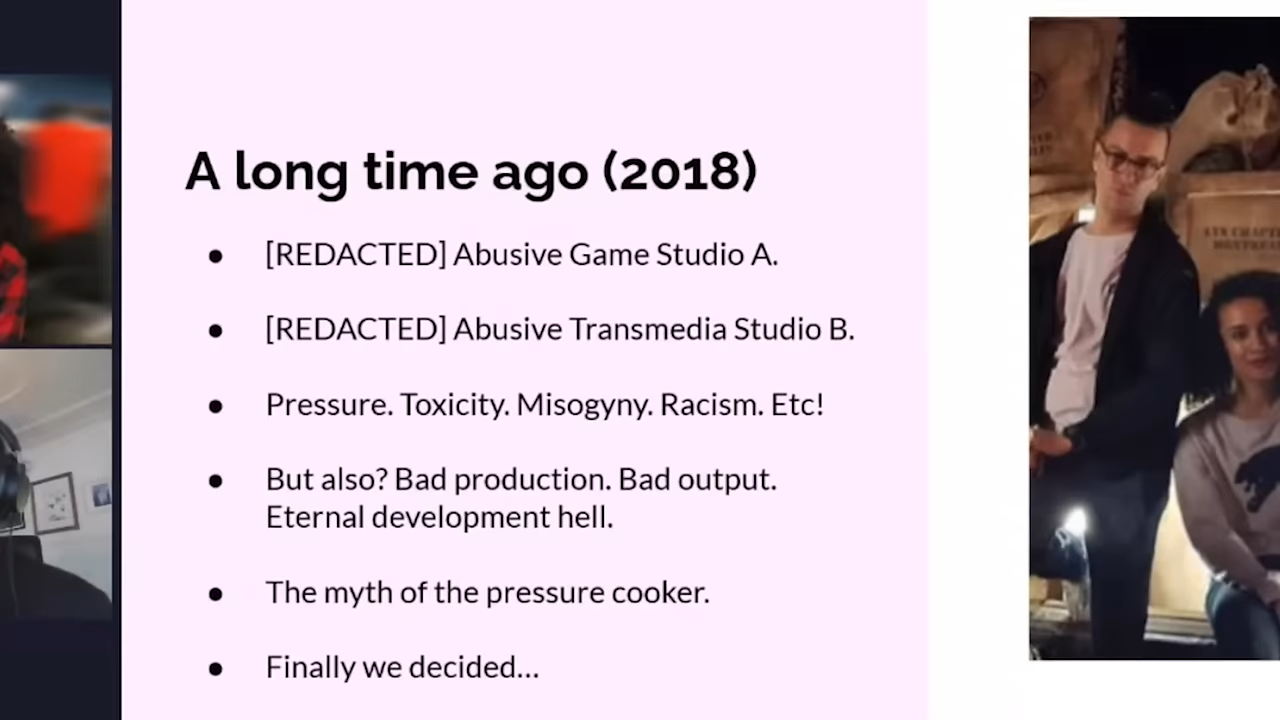 A long time ago (2018)
● [REDACTED] Abusive Game Studio A.
● [REDACTED] Abusive Transmedia Studio B.
● Pressure. Toxicity. Misogyny. Racism. Etc!
● But also? Bad production. Bad output.
Eternal development hell.
● The myth of the pressure cooker.
● Finally we decided...